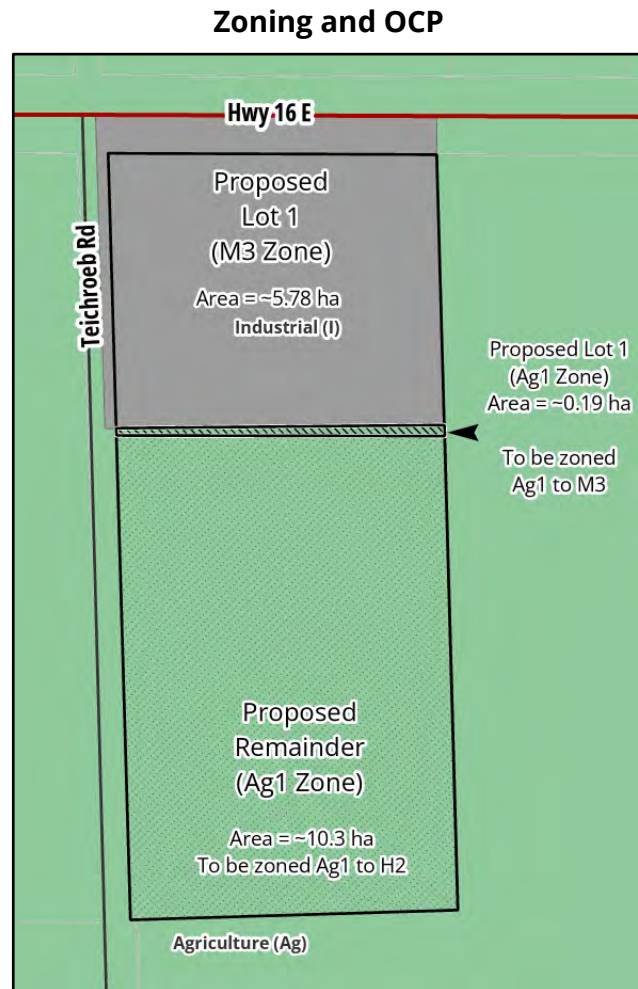 Zoning and OCP
Hwy 16 E
Teichroeb Rd
Proposed
Lot 1
(M3 Zone)
Area = ~5.78 ha
Industrial (I)
Proposed Lot 1
(Ag1 Zone)
Area = ~0.19 ha
To be zoned
Ag1 to M3
Proposed
Remainder
(Ag1 Zone)
Area = ~10.3 ha
To be zoned Ag1 to H2
Agriculture (Ag)